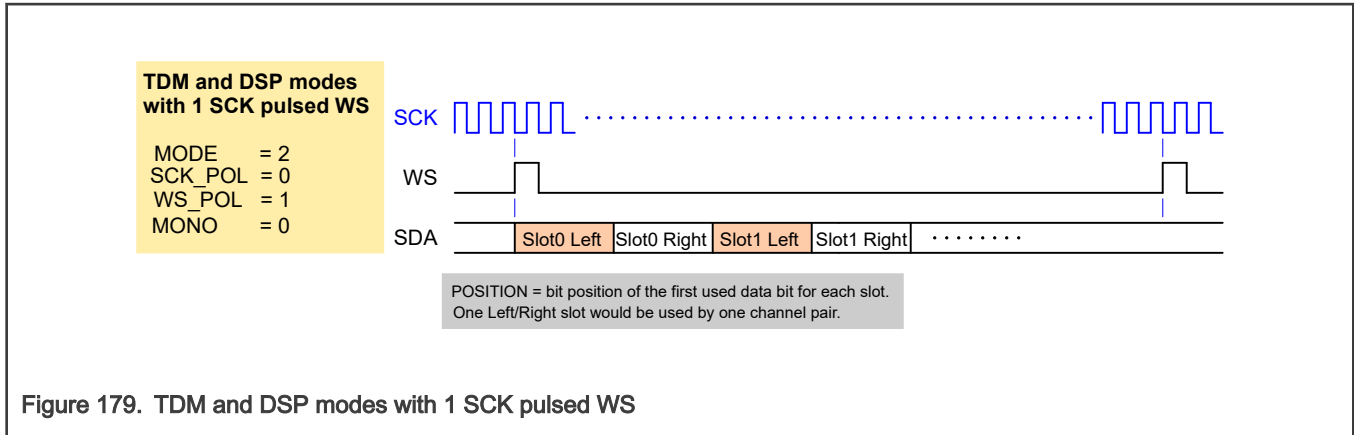 TDM and DSP modes
with 1 SCK pulsed WS
MODE = 2
SCK_POL = 0
WS_POL = 1
MONO = 0
SCK
WS
SDA
Slot0 Left Slot0 Right Slot1 Left Slot1 Right
POSITION = bit position of the first used data bit for each slot.
One Left/Right slot would be used by one channel pair.
Figure 179. TDM and DSP modes with 1 SCK pulsed WS